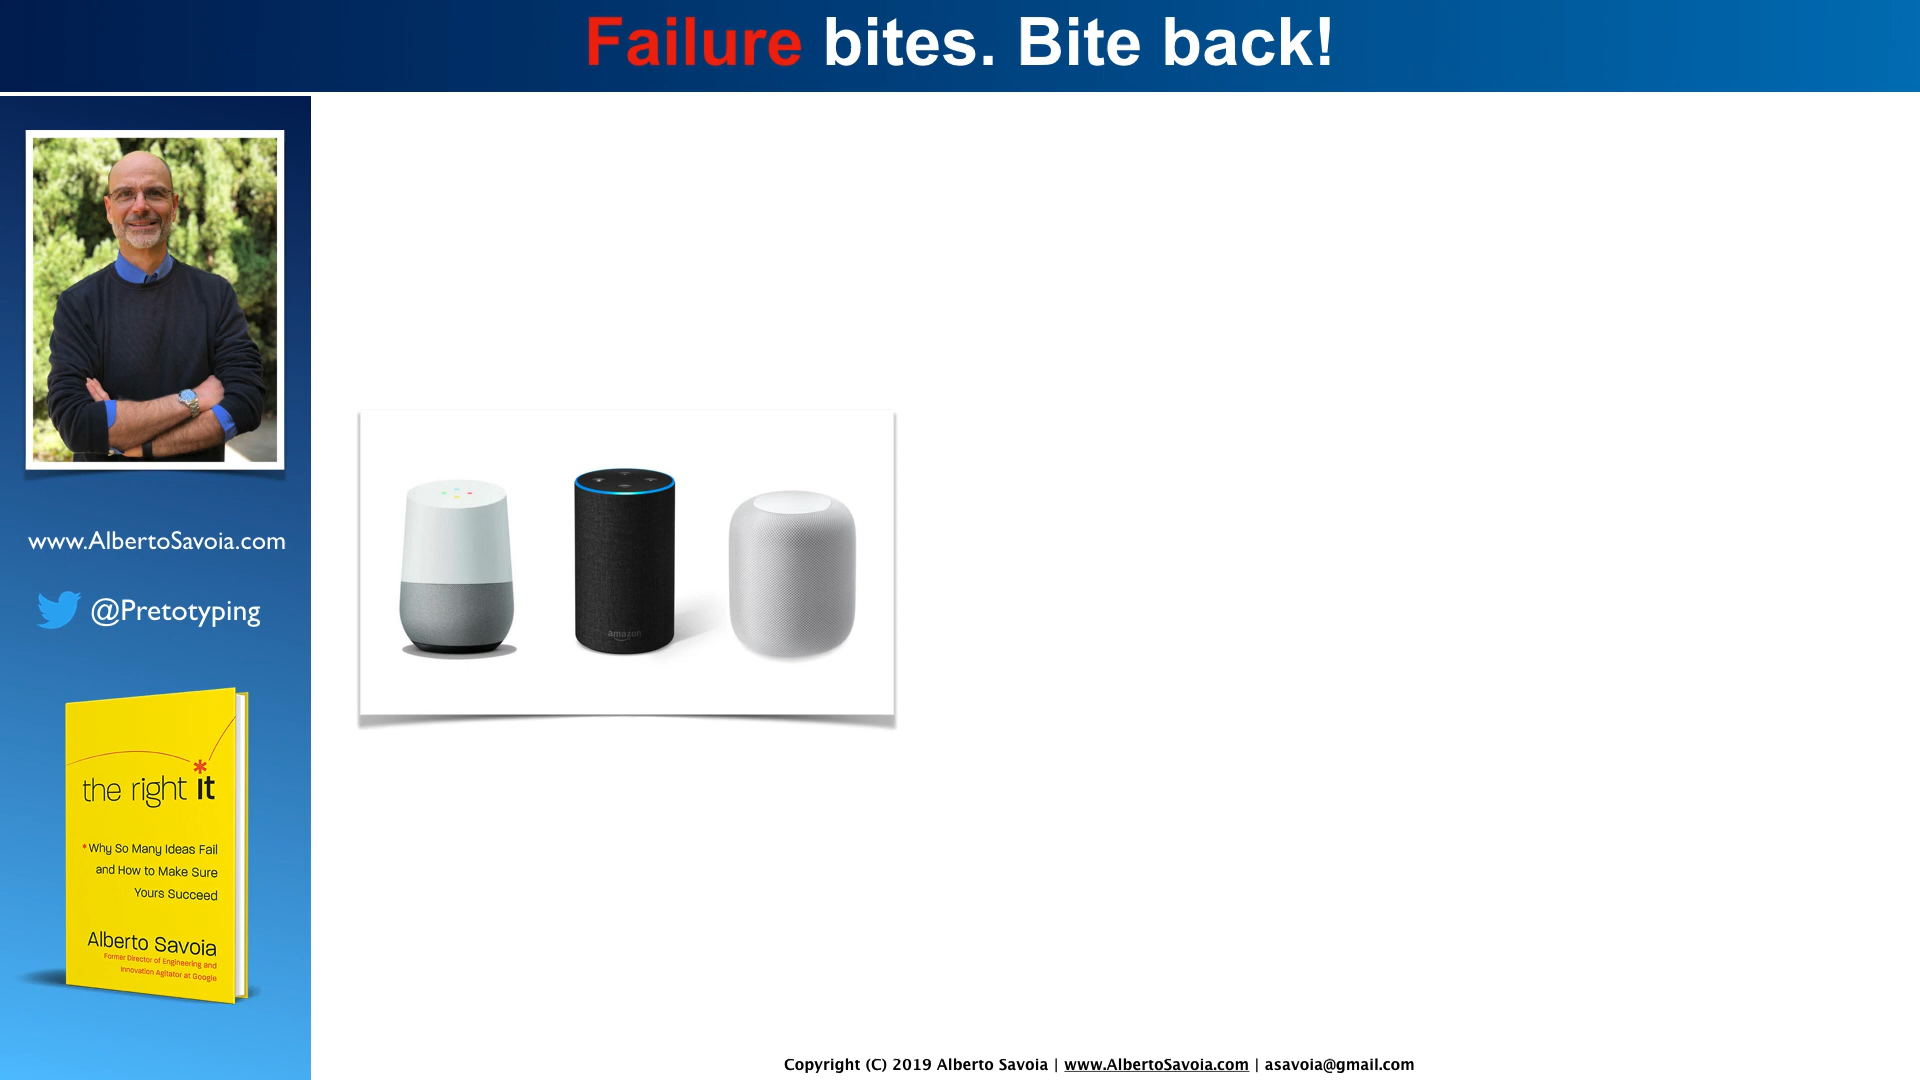 Failure bites. Bite back!
www.AlbertoSavoia.com
@Pretotyping
the right it*
*Why So Many Ideas Fail
and How to Make Sure
Yours Succeed
Alberto Savoia
Former Director of Engineering and
Innovation Agitator at Google
amazon
Copyright (C) 2019 Alberto Savoia | www.AlbertoSavoia.com | asavoia@gmail.com